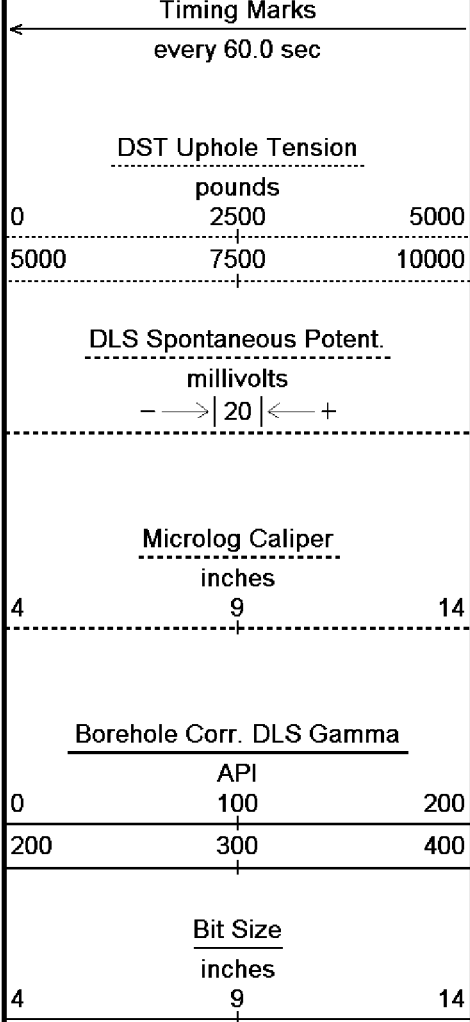 Timing Marks
every 60.0 sec
DST Uphole Tension
pounds
0 2500 5000
5000 7500 10000
DLS Spontaneous Potent.
millivolts
− 20 +
Microlog Caliper
inches
4 9 14
Borehole Corr. DLS Gamma
API
0 100 200
200 300 400
Bit Size
inches
4 9 14